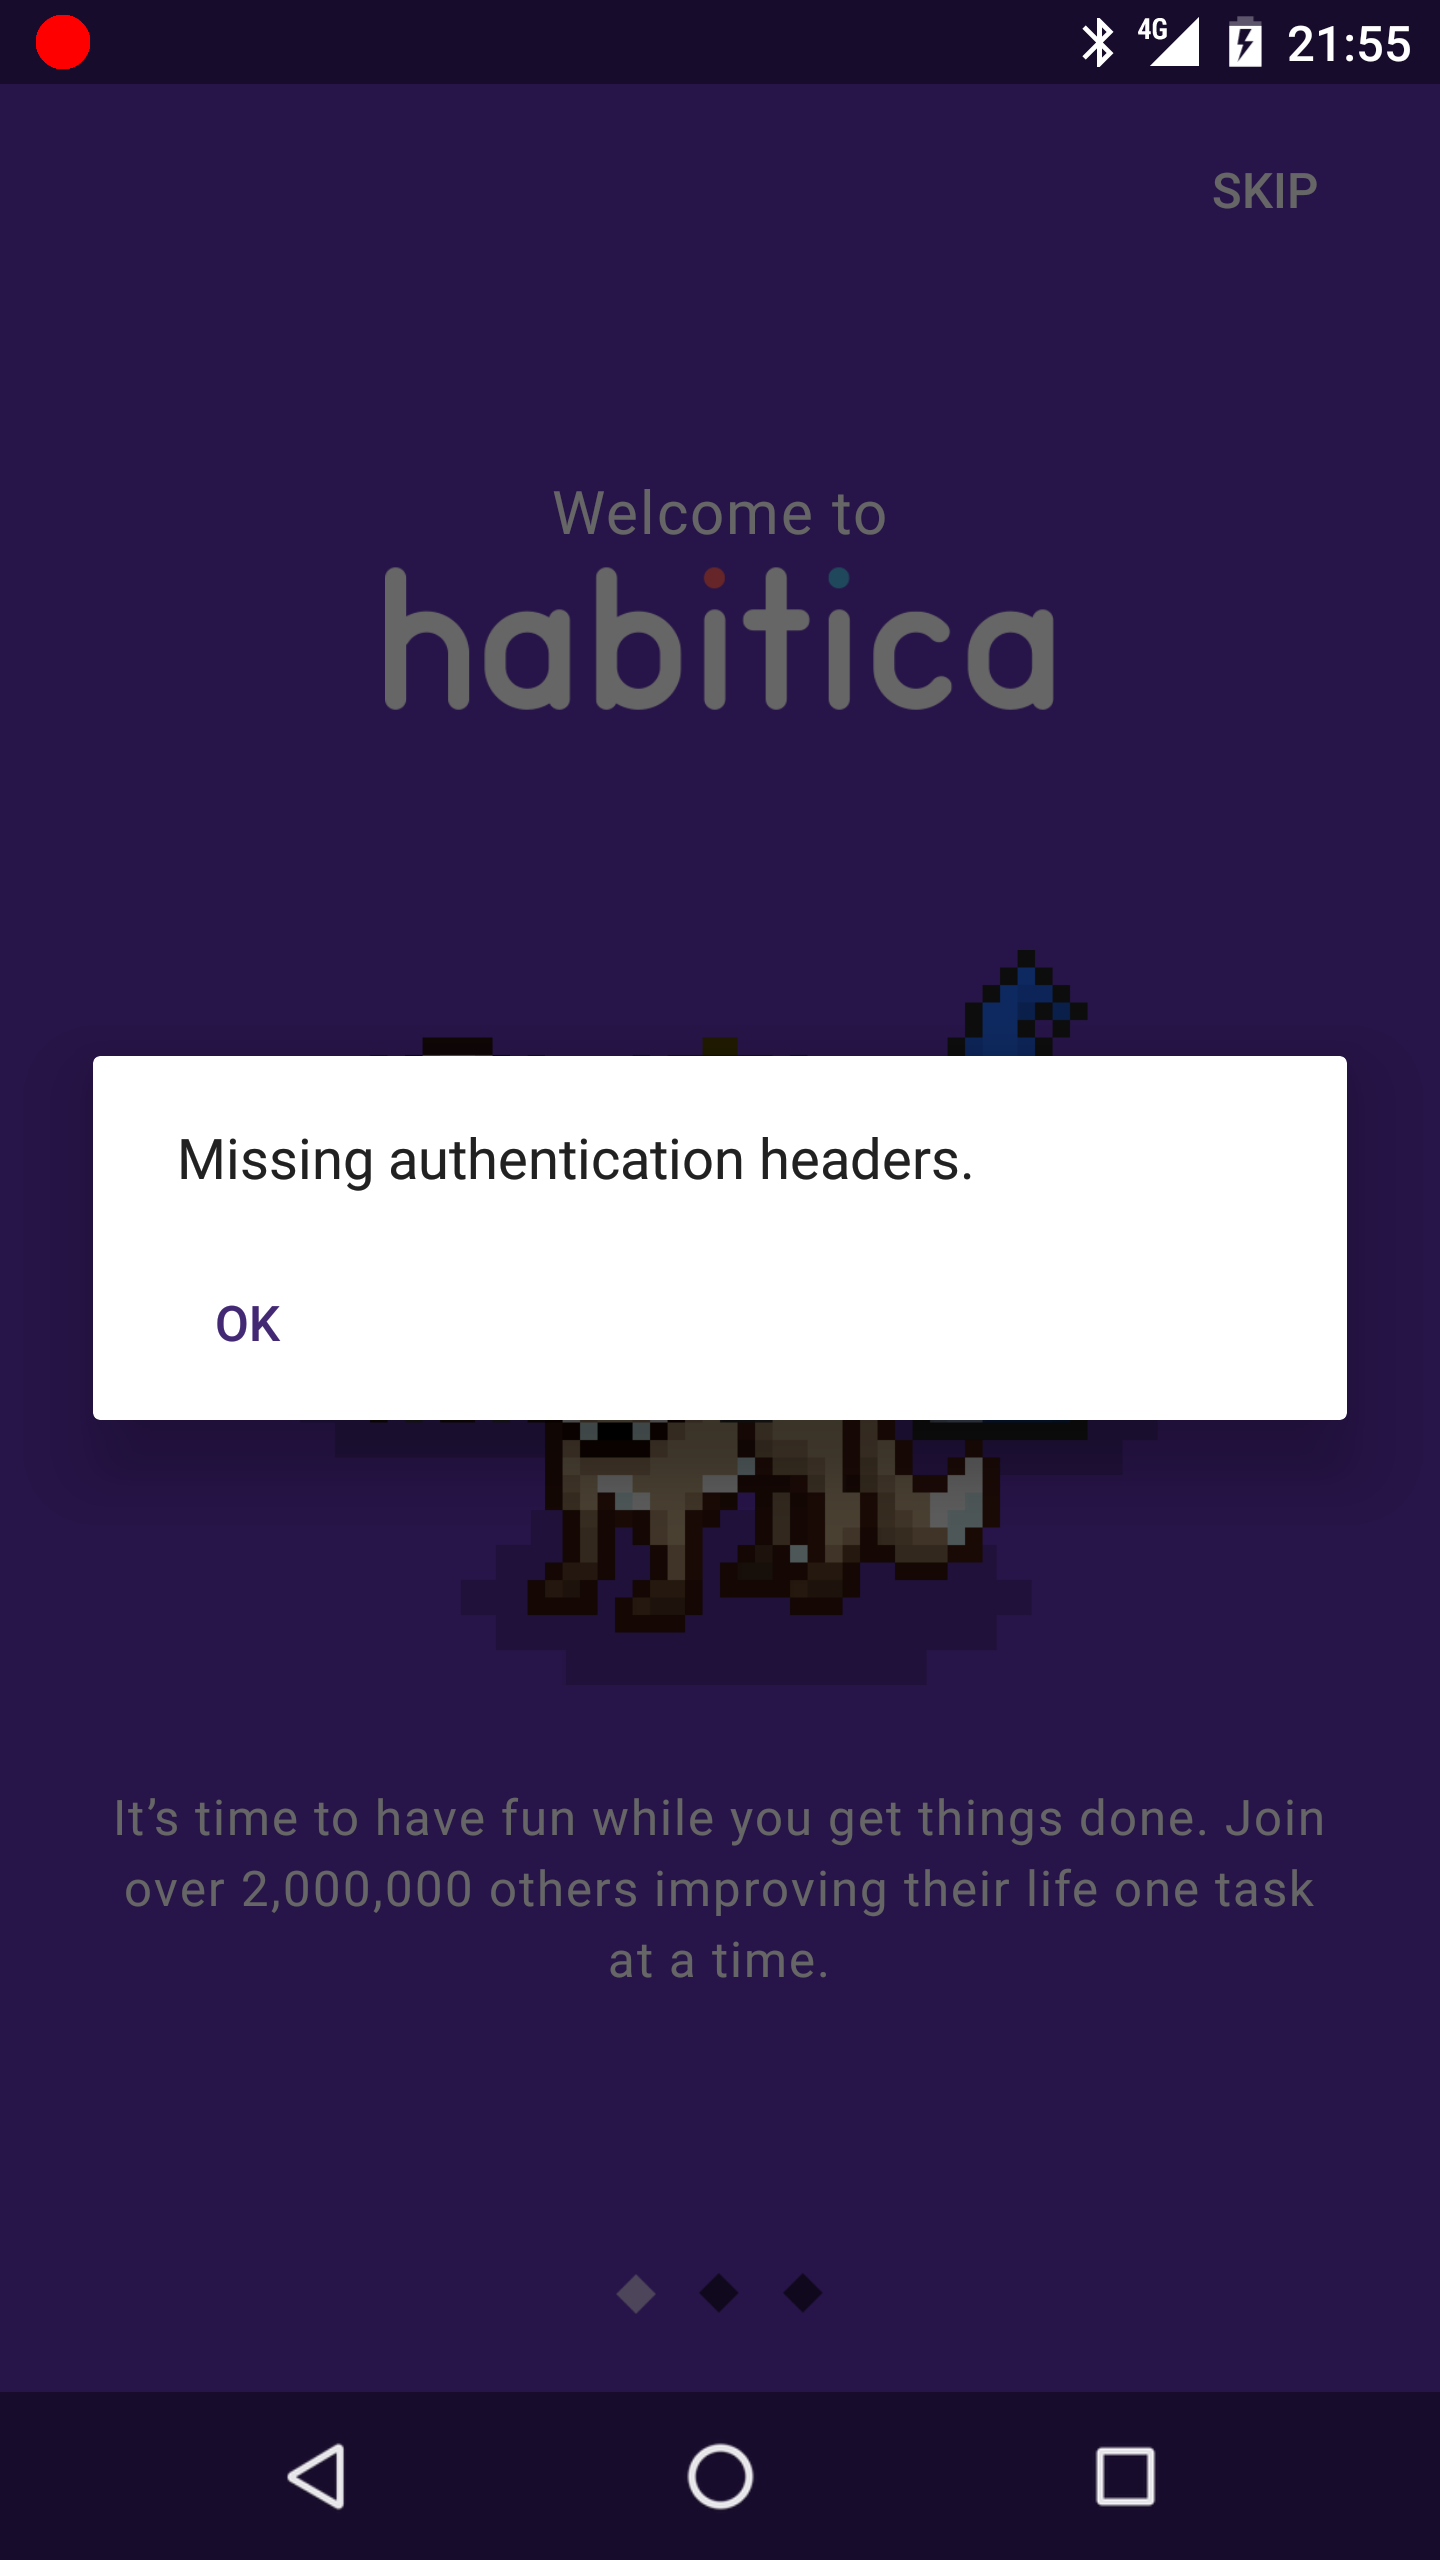 4G 21:55
SKIP
Welcome to
habitica
Missing authentication headers.
OK
It’s time to have fun while you get things done. Join
over 2,000,000 others improving their life one task
at a time.